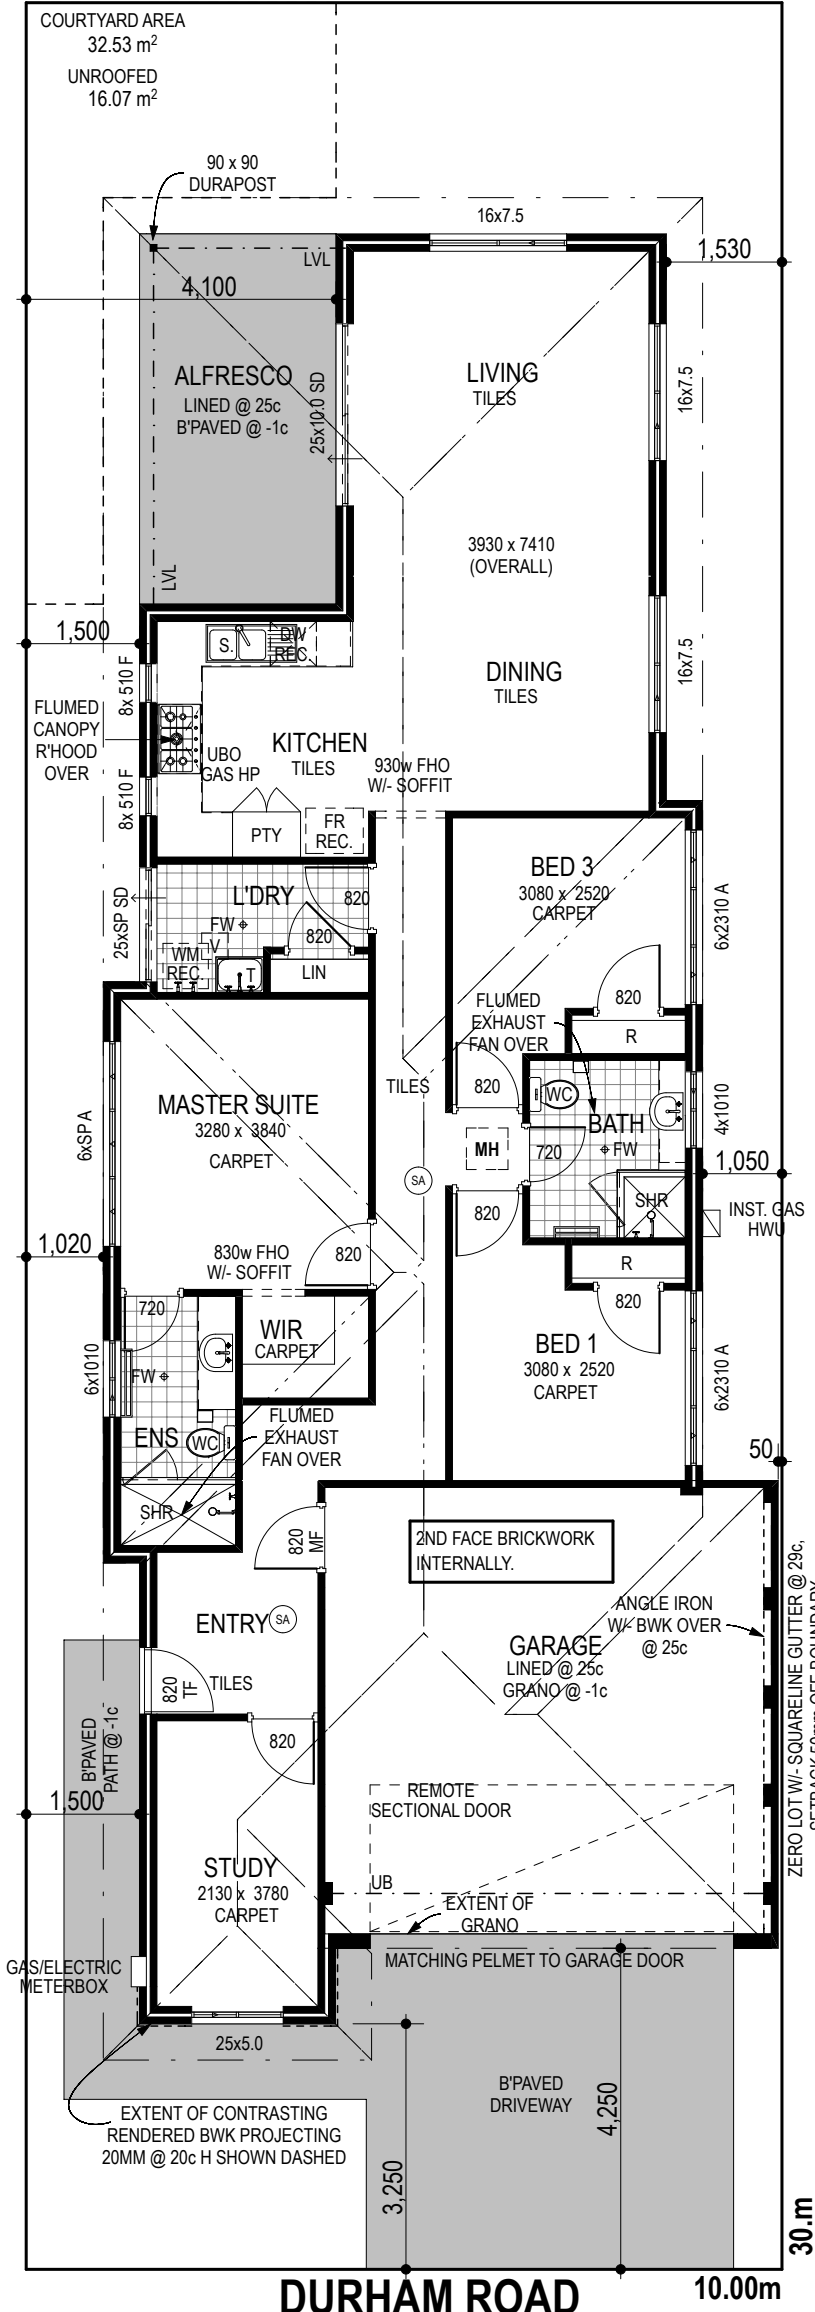 COURTYARD AREA
32.53 m²
UNROOFED
16.07 m²
90 x 90
DURAPOST
16x7.5
1,530
LVL
4,100
ALFRESCO
LINED @ 25c
B'PAVED @ -1c
25x10.0 SD
LIVING
TILES
16x7.5
3930 x 7410
(OVERALL)
LVL
1,500
S.
DW
REC.
8x 510 F
DINING
TILES
16x7.5
FLUMED
CANOPY
R'HOOD
OVER
UBO
GAS HP
KITCHEN
TILES
930w FHO
W/- SOFFIT
8x 510 F
PTY
FR
REC.
BED 3
3080 x 2520
CARPET
6x2310 A
25xSP SD
L'DRY
820
FW
V
820
WM
REC.
T
LIN
820
R
FLUMED
EXHAUST
FAN OVER
TILES
820
WC
BATH
4x1010
MASTER SUITE
3280 x 3840
CARPET
6xSP A
MH
720
FW
1,050
SA
820
SHR
INST. GAS
HWU
1,020
830w FHO
W/- SOFFIT
820
R
820
720
WIR
CARPET
BED 1
3080 x 2520
CARPET
6x2310 A
6x1010
FW
FLUMED
EXHAUST
FAN OVER
ENS
WC
50
SHR
820
MF
2ND FACE BRICKWORK
INTERNALLY.
ANGLE IRON
W/- BWK OVER
@ 25c
ZERO LOT W/- SQUARELINE GUTTER @ 29c,
SETBACK 50mm OFF BOUNDARY
ENTRY
SA
GARAGE
LINED @ 25c
GRANO @ -1c
820
TF
TILES
820
B'PAVED
PATH @ -1c
1,500
REMOTE
SECTIONAL DOOR
STUDY
2130 x 3780
CARPET
UB
EXTENT OF
GRANO
GAS/ELECTRIC
METERBOX
MATCHING PELMET TO GARAGE DOOR
25x5.0
B'PAVED
DRIVEWAY
4,250
EXTENT OF CONTRASTING
RENDERED BWK PROJECTING
20MM @ 20c H SHOWN DASHED
3,250
30.m
10.00m
DURHAM ROAD